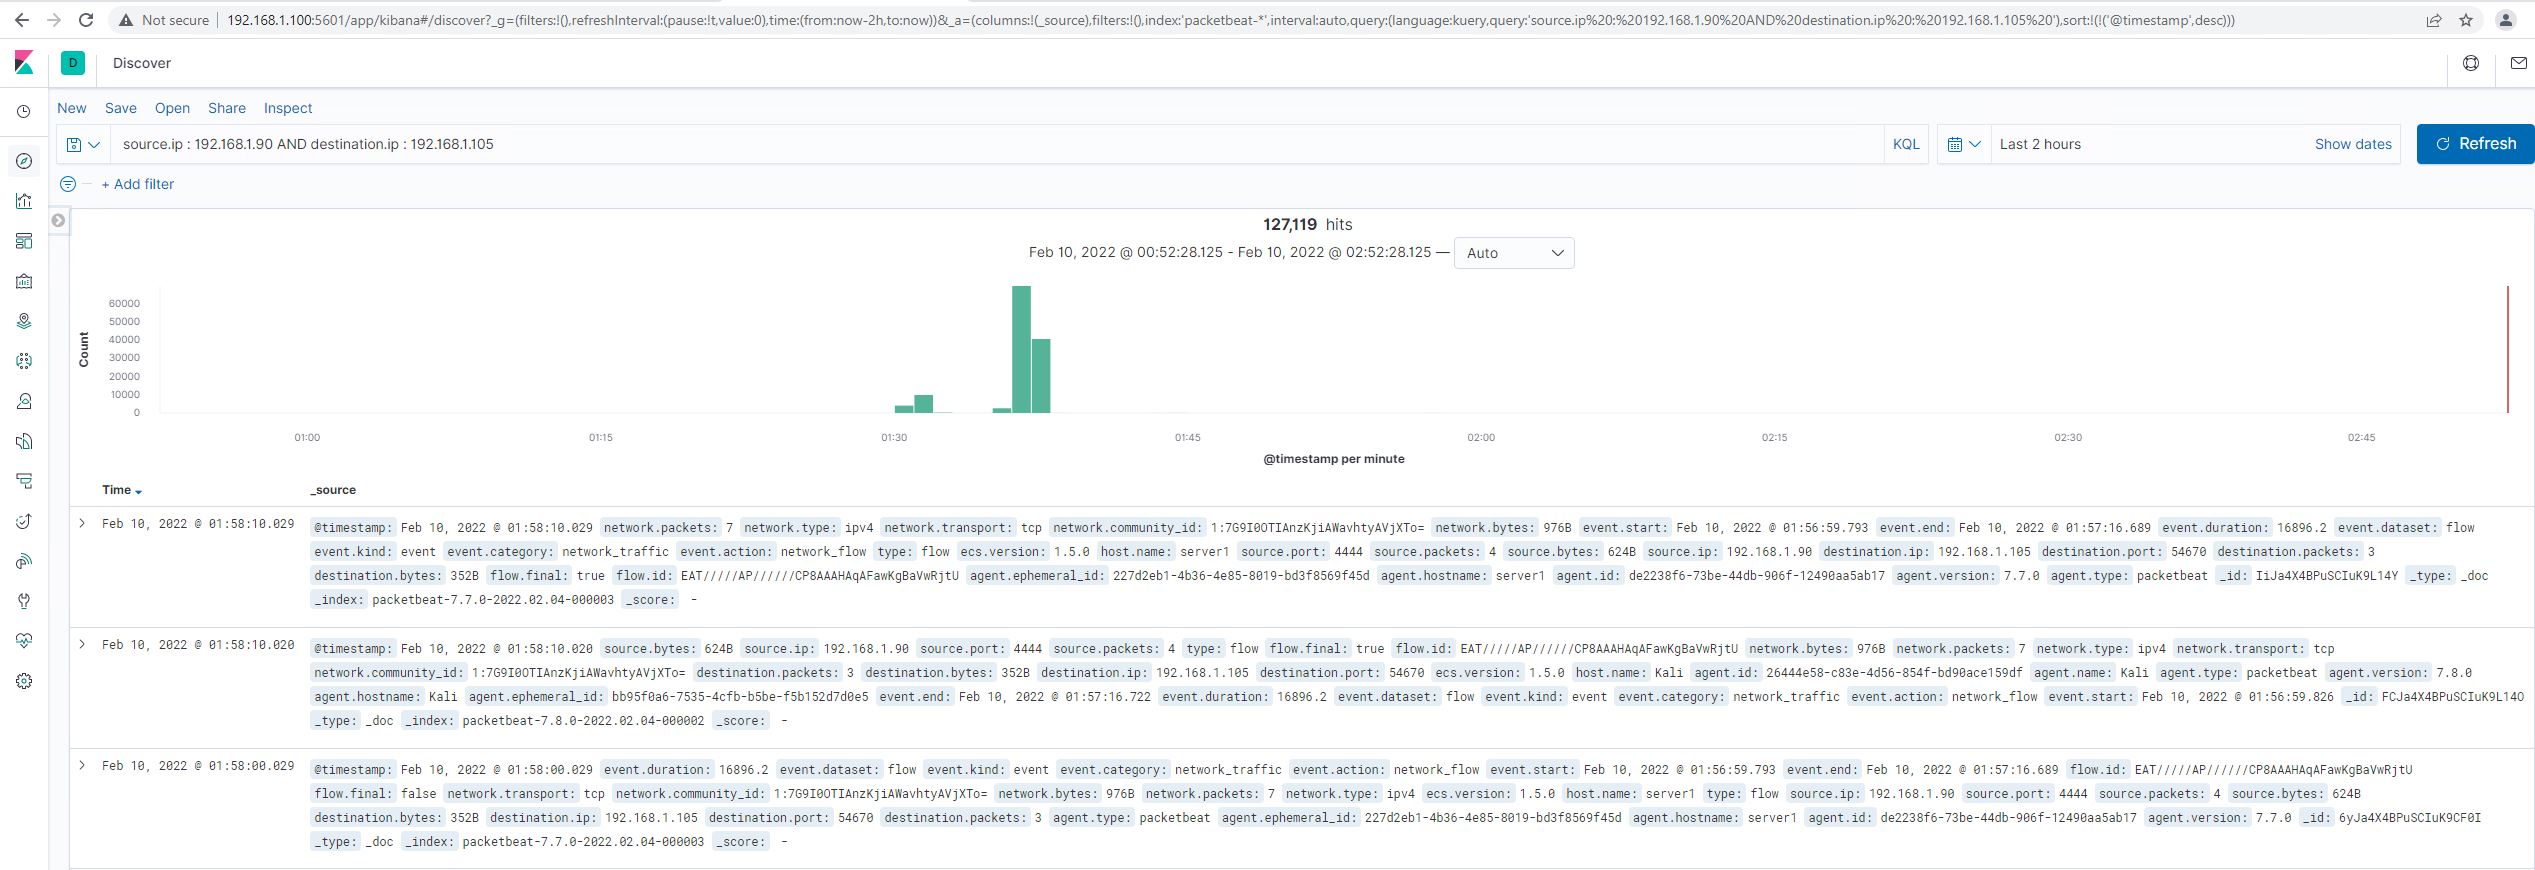 Not secure | 192.168.1.100:5601/app/kibana#/discover?_g=(filters:!(),refreshInterval:(pause:!t,value:0),time:(from:now-2h,to:now))&_a=(columns:!(_source),filters:!(),index:'packetbeat-*',interval:auto,query:(language:kuery,query:'source.ip%20:%20192.168.1.90%20AND%20destination.ip%20:%20192.168.1.105%20'),sort:!(!('@timestamp',desc)))
D Discover
New Save Open Share Inspect
source.ip : 192.168.1.90 AND destination.ip : 192.168.1.105 KQL Last 2 hours Show dates Refresh
+ Add filter
127,119 hits
Feb 10, 2022 @ 00:52:28.125 - Feb 10, 2022 @ 02:52:28.125 — Auto
60000
50000
40000
30000
20000
10000
0
Count
01:00 01:15 01:30 01:45 02:00 02:15 02:30 02:45
@timestamp per minute
Time _source
Feb 10, 2022 @ 01:58:10.029 @timestamp: Feb 10, 2022 @ 01:58:10.029 network.packets: 7 network.type: ipv4 network.transport: tcp network.community_id: 1:7G9I0OTIAnzKjiAWavhtyAVjXTo= network.bytes: 976B event.start: Feb 10, 2022 @ 01:56:59.793 event.end: Feb 10, 2022 @ 01:57:16.689 event.duration: 16896.2 event.dataset: flow
event.kind: event event.category: network_traffic event.action: network_flow type: flow ecs.version: 1.5.0 host.name: server1 source.port: 4444 source.packets: 4 source.bytes: 624B source.ip: 192.168.1.90 destination.ip: 192.168.1.105 destination.port: 54670 destination.packets: 3
destination.bytes: 352B flow.final: true flow.id: EAT/////AP//////CP8AAAHAqAFawKgBaVwRjtU agent.ephemeral_id: 227d2eb1-4b36-4e85-8019-bd3f8569f45d agent.hostname: server1 agent.id: de2238f6-73be-44db-906f-12490aa5ab17 agent.version: 7.7.0 agent.type: packetbeat _id: IiJa4X4BPuSCIuK9L14Y _type: _doc
_index: packetbeat-7.7.0-2022.02.04-000003 _score: -
Feb 10, 2022 @ 01:58:10.020 @timestamp: Feb 10, 2022 @ 01:58:10.020 source.bytes: 624B source.ip: 192.168.1.90 source.port: 4444 source.packets: 4 type: flow flow.final: true flow.id: EAT/////AP//////CP8AAAHAqAFawKgBaVwRjtU network.bytes: 976B network.packets: 7 network.type: ipv4 network.transport: tcp
network.community_id: 1:7G9I0OTIAnzKjiAWavhtyAVjXTo= destination.packets: 3 destination.bytes: 352B destination.ip: 192.168.1.105 destination.port: 54670 ecs.version: 1.5.0 host.name: Kali agent.id: 26444e58-c83e-4d56-854f-bd90ace159df agent.name: Kali agent.type: packetbeat agent.version: 7.8.0
agent.hostname: Kali agent.ephemeral_id: bb95f0a6-7535-4cfb-b5be-f5b152d7d0e5 event.end: Feb 10, 2022 @ 01:57:16.722 event.duration: 16896.2 event.dataset: flow event.kind: event event.category: network_traffic event.action: network_flow event.start: Feb 10, 2022 @ 01:56:59.826 _id: FCJa4X4BPuSCIuK9L14O
_type: _doc _index: packetbeat-7.8.0-2022.02.04-000002 _score: -
Feb 10, 2022 @ 01:58:00.029 @timestamp: Feb 10, 2022 @ 01:58:00.029 event.duration: 16896.2 event.dataset: flow event.kind: event event.category: network_traffic event.action: network_flow event.start: Feb 10, 2022 @ 01:56:59.793 event.end: Feb 10, 2022 @ 01:57:16.689 flow.id: EAT/////AP//////CP8AAAHAqAFawKgBaVwRjtU
flow.final: false network.transport: tcp network.community_id: 1:7G9I0OTIAnzKjiAWavhtyAVjXTo= network.bytes: 976B network.packets: 7 network.type: ipv4 ecs.version: 1.5.0 host.name: server1 type: flow source.ip: 192.168.1.90 source.port: 4444 source.packets: 4 source.bytes: 624B
destination.bytes: 352B destination.ip: 192.168.1.105 destination.port: 54670 destination.packets: 3 agent.type: packetbeat agent.ephemeral_id: 227d2eb1-4b36-4e85-8019-bd3f8569f45d agent.hostname: server1 agent.id: de2238f6-73be-44db-906f-12490aa5ab17 agent.version: 7.7.0 _id: 6yJa4X4BPuSCIuK9CF0I
_type: _doc _index: packetbeat-7.7.0-2022.02.04-000003 _score: -